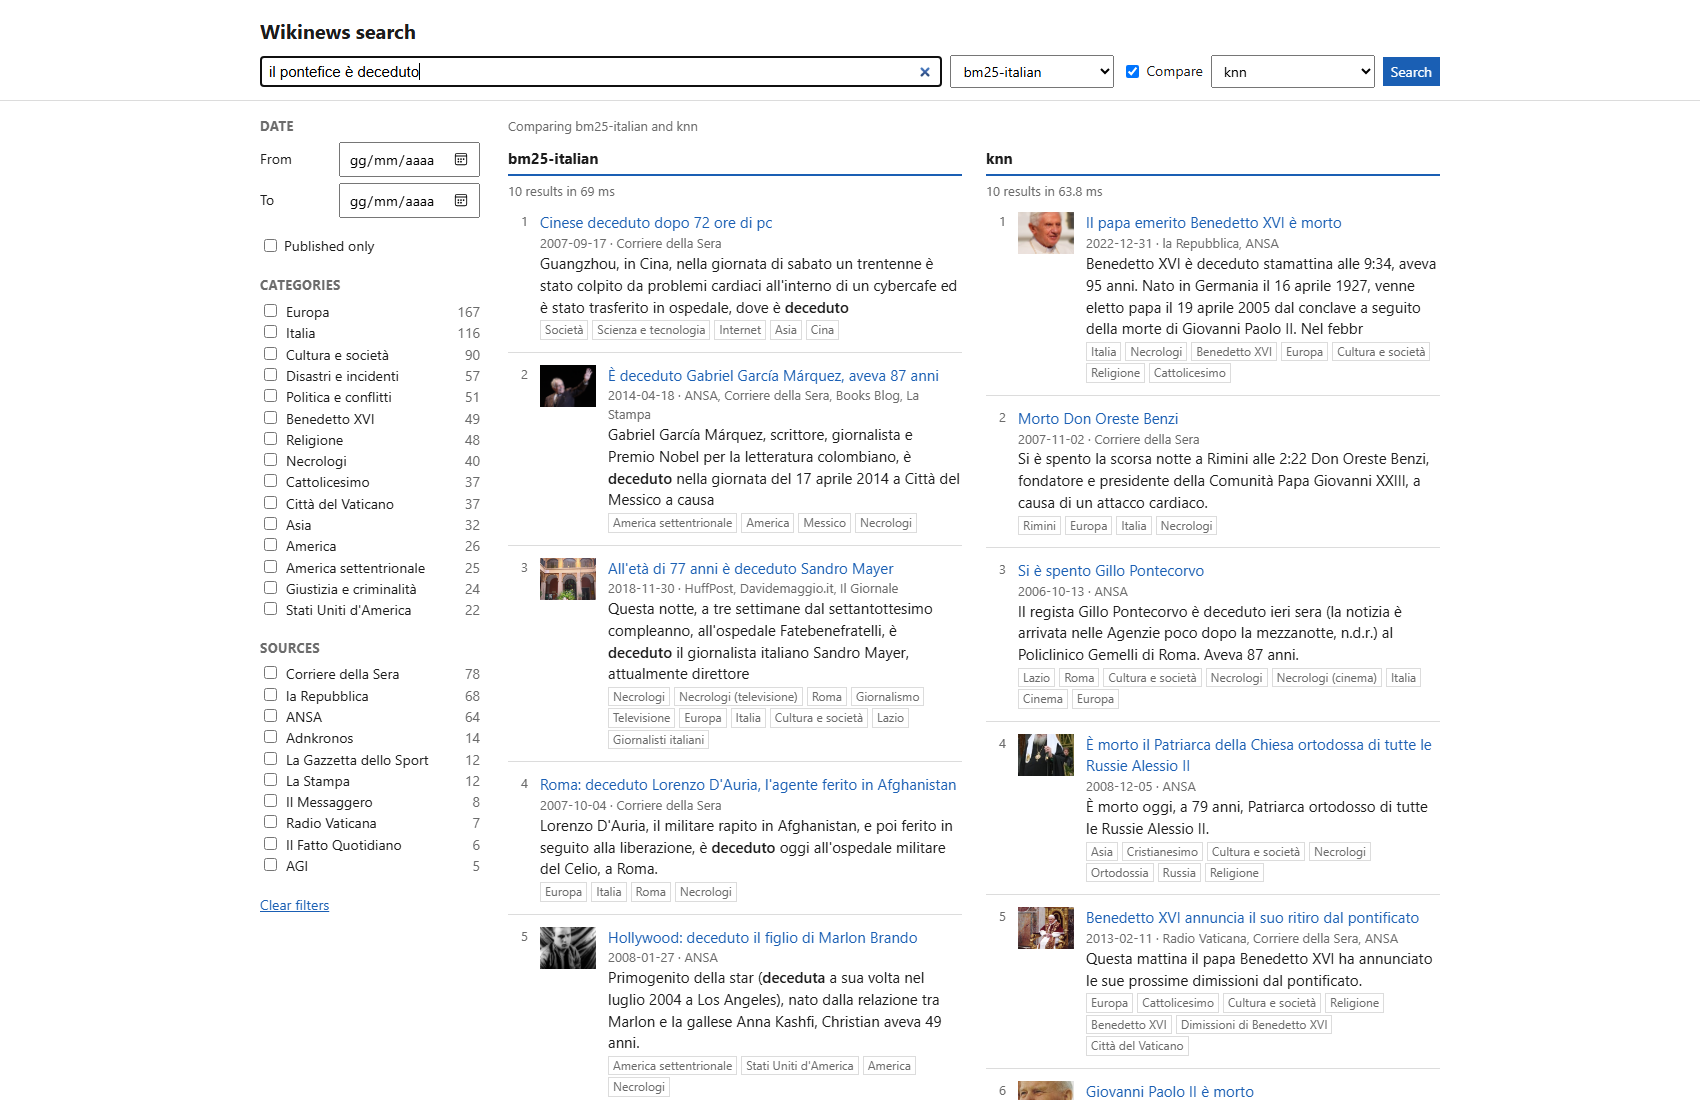 Wikinews search
il pontefice è deceduto
bm25-italian
Compare
knn
Search
DATE
From
gg/mm/aaaa
To
gg/mm/aaaa
Published only
CATEGORIES
Europa 167
Italia 116
Cultura e società 90
Disastri e incidenti 57
Politica e conflitti 51
Benedetto XVI 49
Religione 48
Necrologi 40
Cattolicesimo 37
Città del Vaticano 37
Asia 32
America 26
America settentrionale 25
Giustizia e criminalità 24
Stati Uniti d'America 22
SOURCES
Corriere della Sera 78
la Repubblica 68
ANSA 64
Adnkronos 14
La Gazzetta dello Sport 12
La Stampa 12
Il Messaggero 8
Radio Vaticana 7
Il Fatto Quotidiano 6
AGI 5
Clear filters
Comparing bm25-italian and knn
bm25-italian
10 results in 69 ms
1 Cinese deceduto dopo 72 ore di pc
2007-09-17 · Corriere della Sera
Guangzhou, in Cina, nella giornata di sabato un trentenne è
stato colpito da problemi cardiaci all'interno di un cybercafe ed
è stato trasferito in ospedale, dove è deceduto
Società Scienza e tecnologia Internet Asia Cina
2 È deceduto Gabriel García Márquez, aveva 87 anni
2014-04-18 · ANSA, Corriere della Sera, Books Blog, La
Stampa
Gabriel García Márquez, scrittore, giornalista e
Premio Nobel per la letteratura colombiano, è
deceduto nella giornata del 17 aprile 2014 a Città del
Messico a causa
America settentrionale America Messico Necrologi
3 All'età di 77 anni è deceduto Sandro Mayer
2018-11-30 · HuffPost, Davidemaggio.it, Il Giornale
Questa notte, a tre settimane dal settantottesimo
compleanno, all'ospedale Fatebenefratelli, è
deceduto il giornalista italiano Sandro Mayer,
attualmente direttore
Necrologi Necrologi (televisione) Roma Giornalismo
Televisione Europa Italia Cultura e società Lazio
Giornalisti italiani
4 Roma: deceduto Lorenzo D'Auria, l'agente ferito in Afghanistan
2007-10-04 · Corriere della Sera
Lorenzo D'Auria, il militare rapito in Afghanistan, e poi ferito in
seguito alla liberazione, è deceduto oggi all'ospedale militare
del Celio, a Roma.
Europa Italia Roma Necrologi
5 Hollywood: deceduto il figlio di Marlon Brando
2008-01-27 · ANSA
Primogenito della star (deceduta a sua volta nel
luglio 2004 a Los Angeles), nato dalla relazione tra
Marlon e la gallese Anna Kashfi, Christian aveva 49
anni.
America settentrionale Stati Uniti d'America America
Necrologi
knn
10 results in 63.8 ms
1 Il papa emerito Benedetto XVI è morto
2022-12-31 · la Repubblica, ANSA
Benedetto XVI è deceduto stamattina alle 9:34, aveva
95 anni. Nato in Germania il 16 aprile 1927, venne
eletto papa il 19 aprile 2005 dal conclave a seguito
della morte di Giovanni Paolo II. Nel febbr
Italia Necrologi Benedetto XVI Europa Cultura e società
Religione Cattolicesimo
2 Morto Don Oreste Benzi
2007-11-02 · Corriere della Sera
Si è spento la scorsa notte a Rimini alle 2:22 Don Oreste Benzi,
fondatore e presidente della Comunità Papa Giovanni XXIII, a
causa di un attacco cardiaco.
Rimini Europa Italia Necrologi
3 Si è spento Gillo Pontecorvo
2006-10-13 · ANSA
Il regista Gillo Pontecorvo è deceduto ieri sera (la notizia è
arrivata nelle Agenzie poco dopo la mezzanotte, n.d.r.) al
Policlinico Gemelli di Roma. Aveva 87 anni.
Lazio Roma Cultura e società Necrologi Necrologi (cinema) Italia
Cinema Europa
4 È morto il Patriarca della Chiesa ortodossa di tutte le
Russie Alessio II
2008-12-05 · ANSA
È morto oggi, a 79 anni, Patriarca ortodosso di tutte
le Russie Alessio II.
Asia Cristianesimo Cultura e società Necrologi
Ortodossia Russia Religione
5 Benedetto XVI annuncia il suo ritiro dal pontificato
2013-02-11 · Radio Vaticana, Corriere della Sera, ANSA
Questa mattina il papa Benedetto XVI ha annunciato
le sue prossime dimissioni dal pontificato.
Europa Cattolicesimo Cultura e società Religione
Benedetto XVI Dimissioni di Benedetto XVI
Città del Vaticano
6 Giovanni Paolo II è morto